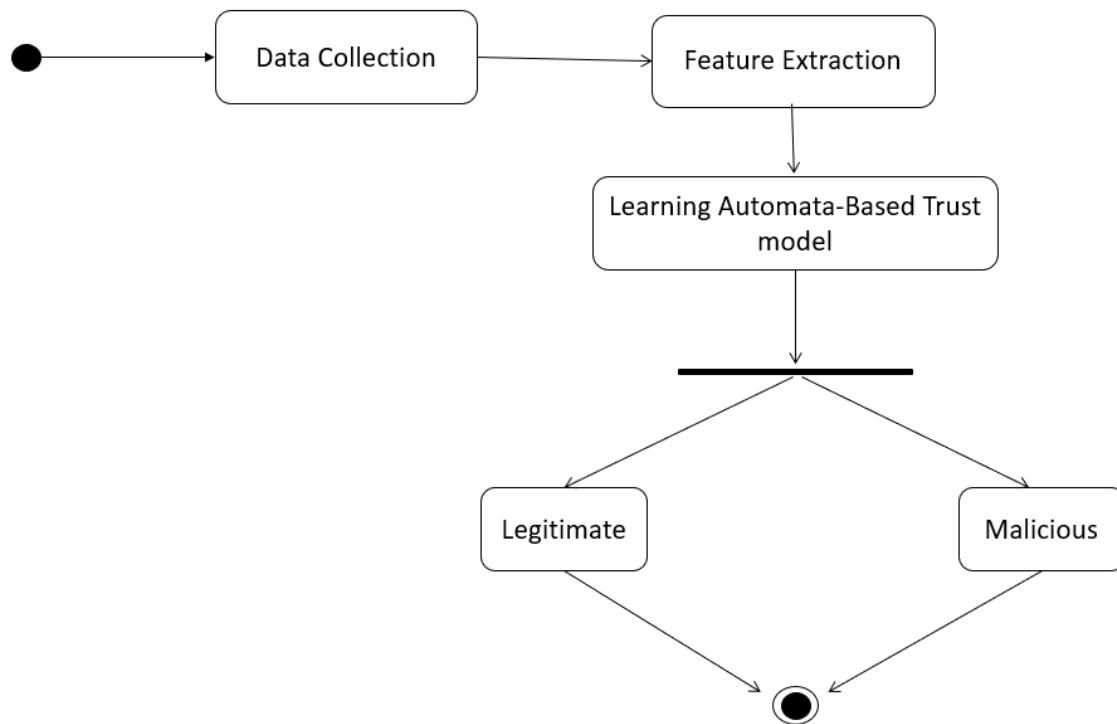 Data Collection
Feature Extraction
Learning Automata-Based Trust
model
Legitimate
Malicious